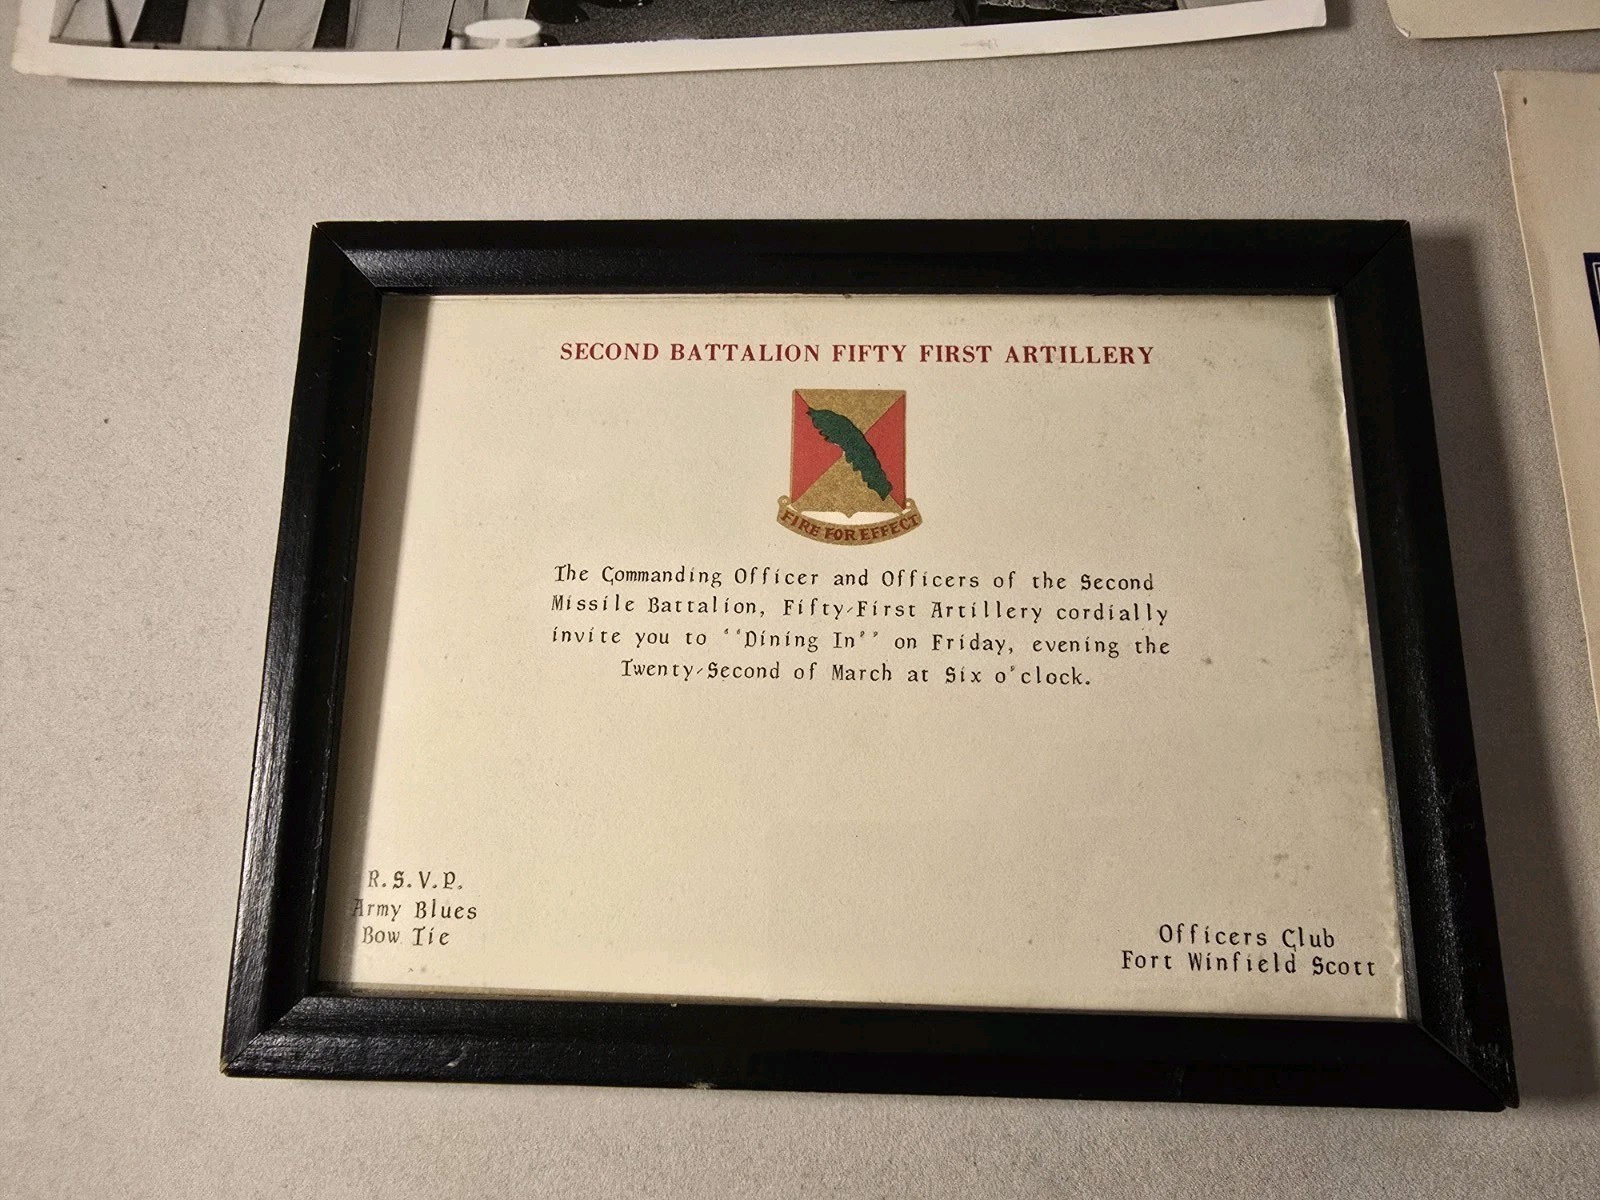 SECOND BATTALION FIFTY FIRST ARTILLERY
FIRE FOR EFFECT
The Commanding Officer and Officers of the Second
Missile Battalion, Fifty-First Artillery cordially
invite you to "Dining In" on Friday, evening the
Twenty-Second of March at Six o'clock.
R.S.V.P.
Army Blues
Bow Tie
Officers Club
Fort Winfield Scott